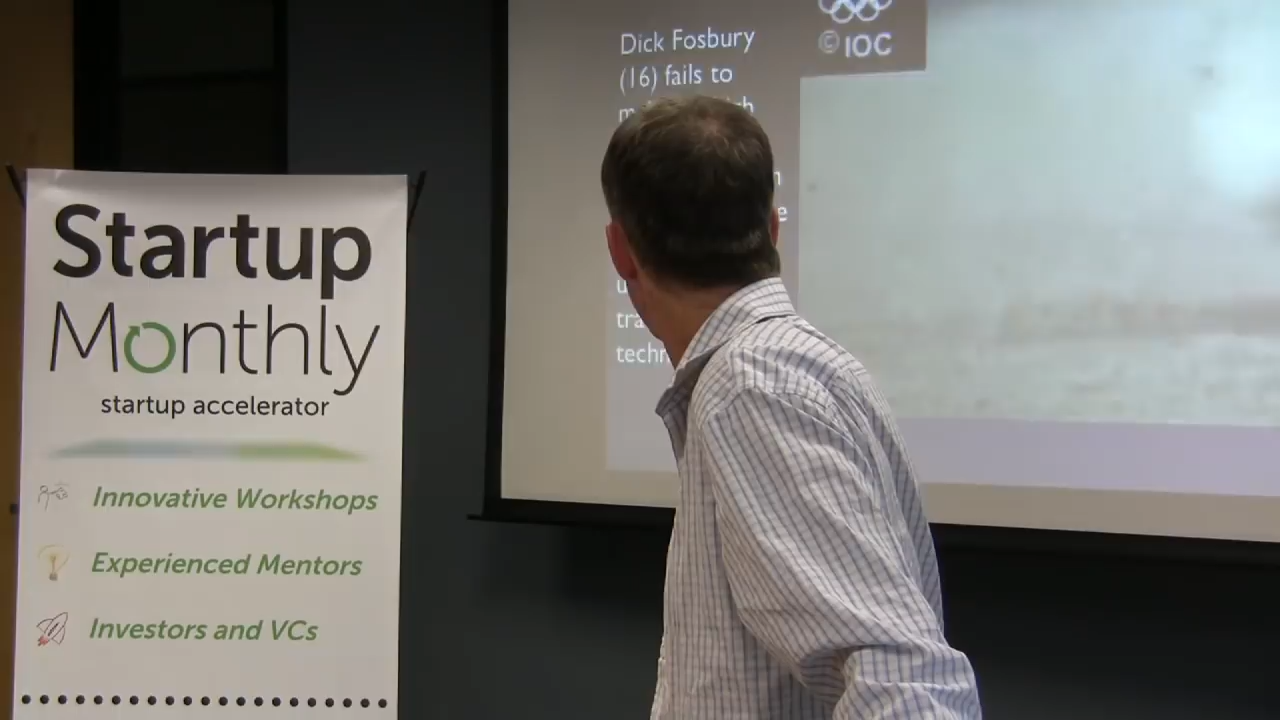 Startup
Monthly
startup accelerator
Innovative Workshops
Experienced Mentors
Investors and VCs
Dick Fosbury
(16) fails to
© IOC